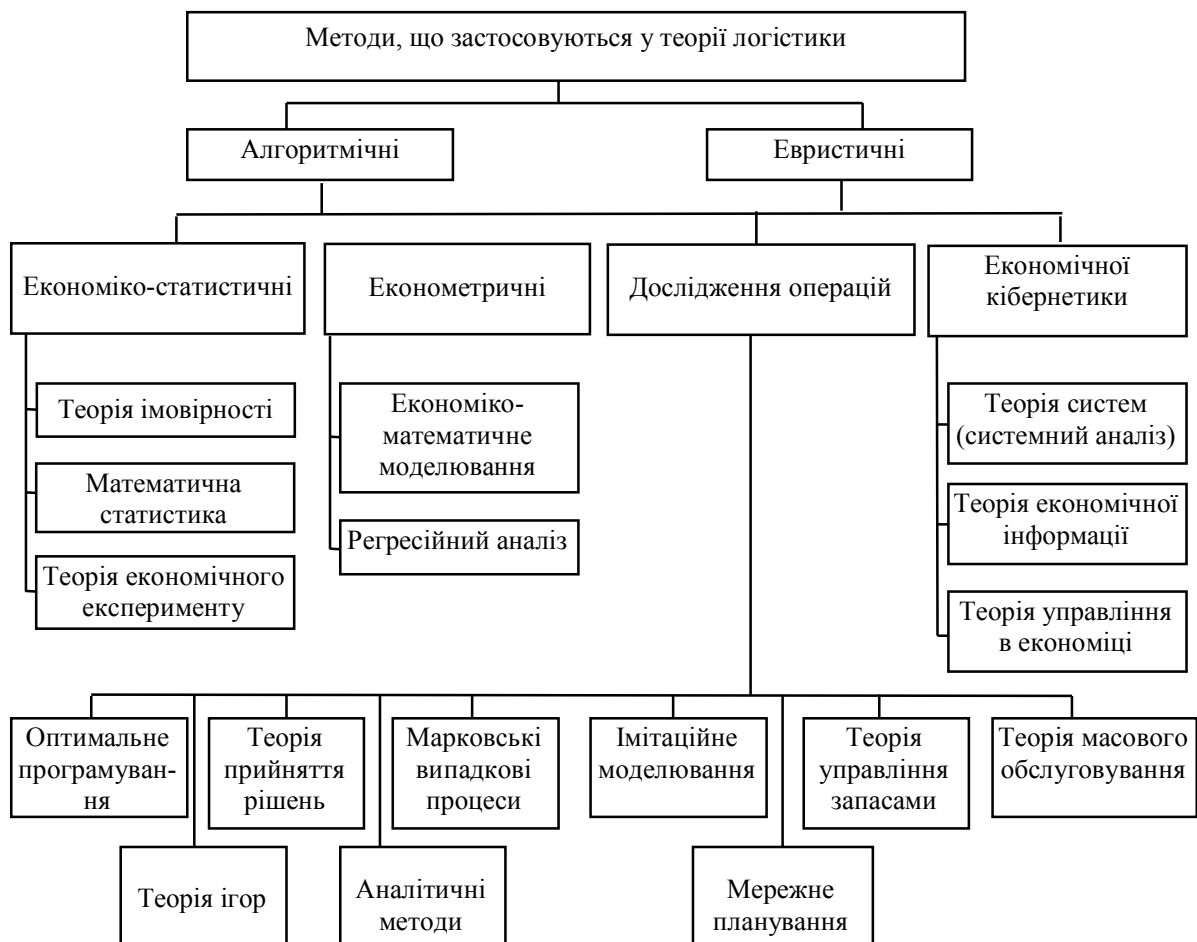 Методи, що застосовуються у теорії логістики
Алгоритмічні
Евристичні
Економіко-статистичні
Економетричні
Дослідження операцій
Економічної
кібернетики
Теорія імовірності
Математична
статистика
Теорія економічного
експерименту
Економіко-
математичне
моделювання
Регресійний аналіз
Теорія систем
(системний аналіз)
Теорія економічної
інформації
Теорія управління
в економіці
Оптимальне
програмуван-
ня
Теорія
прийняття
рішень
Марковські
випадкові
процеси
Імітаційне
моделювання
Теорія
управління
запасами
Теорія масового
обслуговування
Теорія ігор
Аналітичні
методи
Мережне
планування